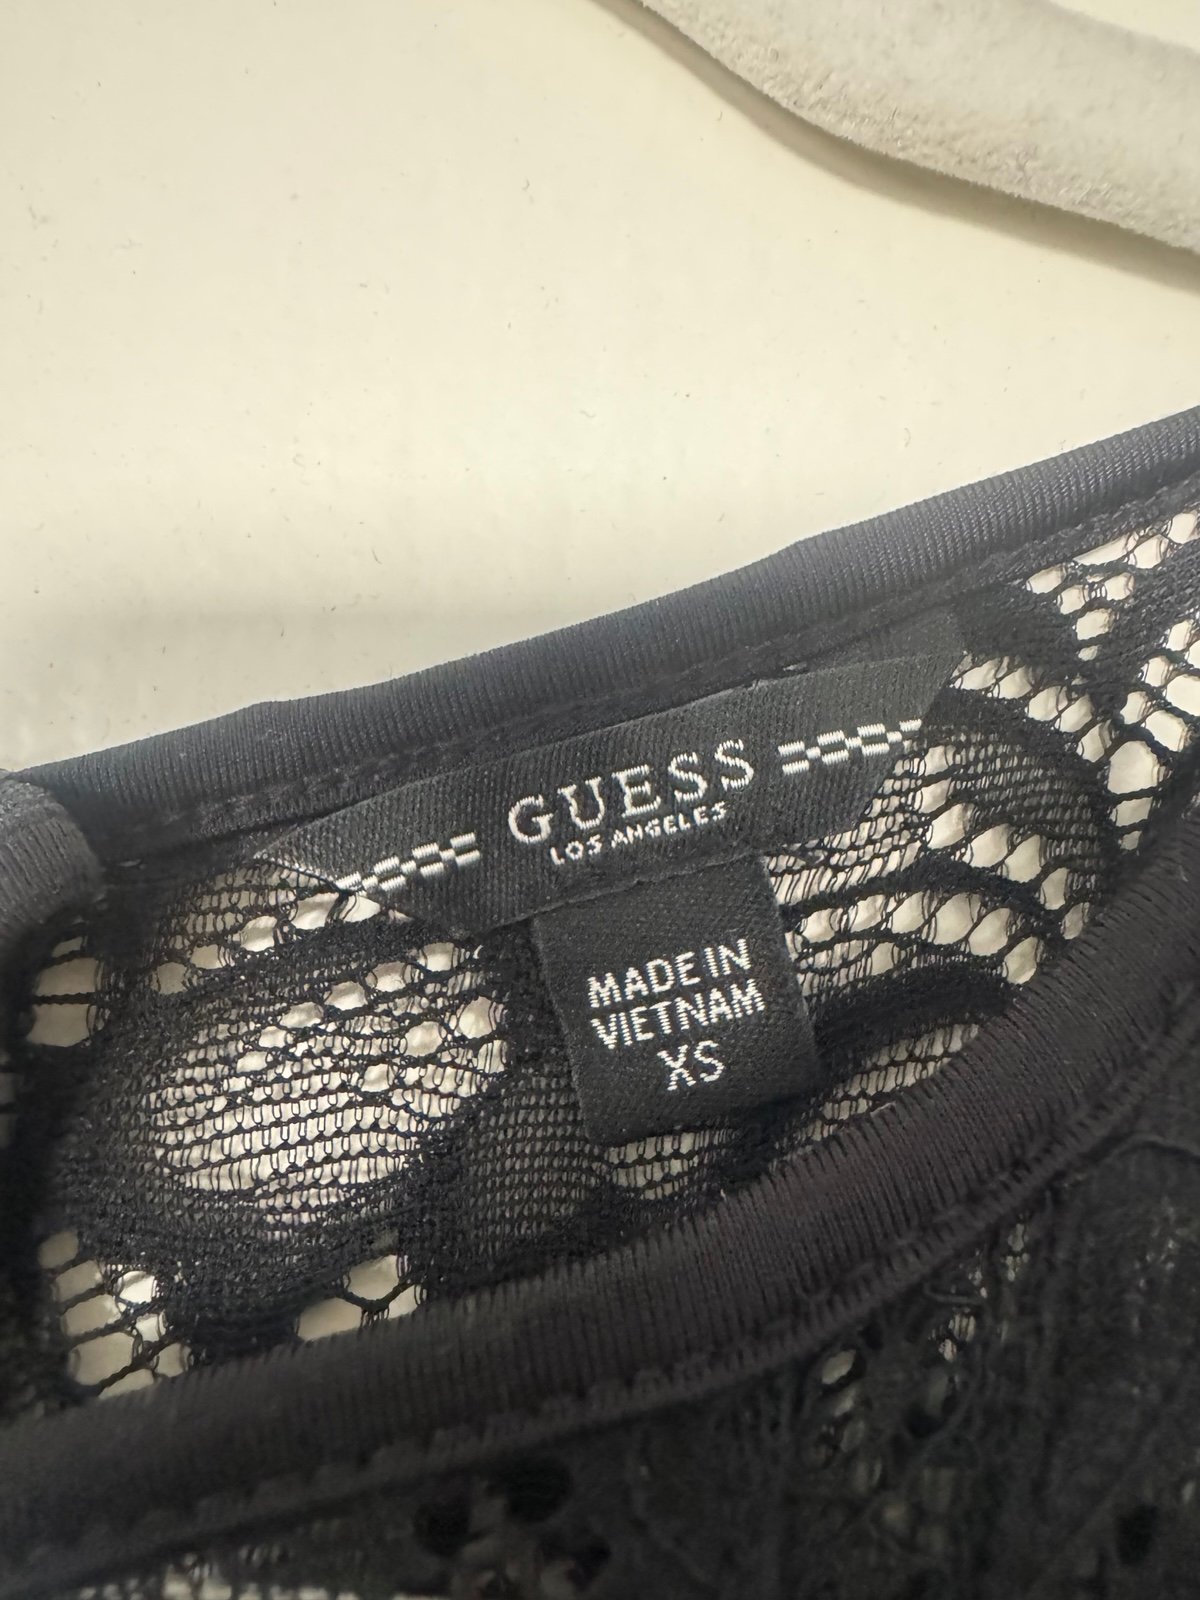 GUESS
LOS ANGELES
MADE IN
VIETNAM
XS